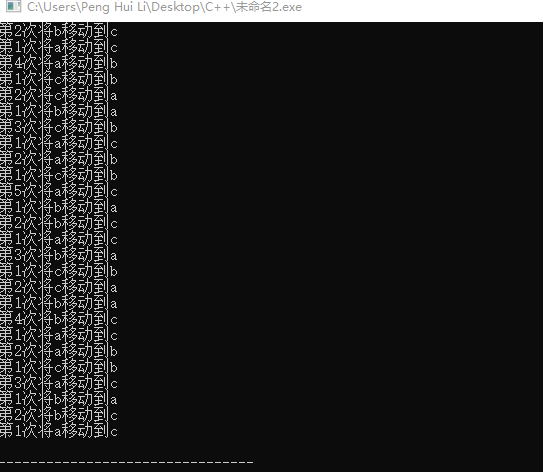 C:\Users\Peng Hui Li\Desktop\C++\未命名2.exe
第2次将b移动到c
第1次将a移动到c
第4次将a移动到b
第1次将c移动到b
第2次将c移动到a
第1次将b移动到a
第3次将c移动到b
第1次将a移动到c
第2次将a移动到b
第1次将c移动到b
第5次将a移动到c
第1次将b移动到a
第2次将b移动到c
第1次将a移动到c
第3次将b移动到a
第1次将c移动到b
第2次将c移动到a
第1次将b移动到a
第4次将b移动到c
第1次将a移动到c
第2次将a移动到b
第1次将c移动到b
第3次将a移动到c
第1次将b移动到a
第2次将b移动到c
第1次将a移动到c
--------------------------------